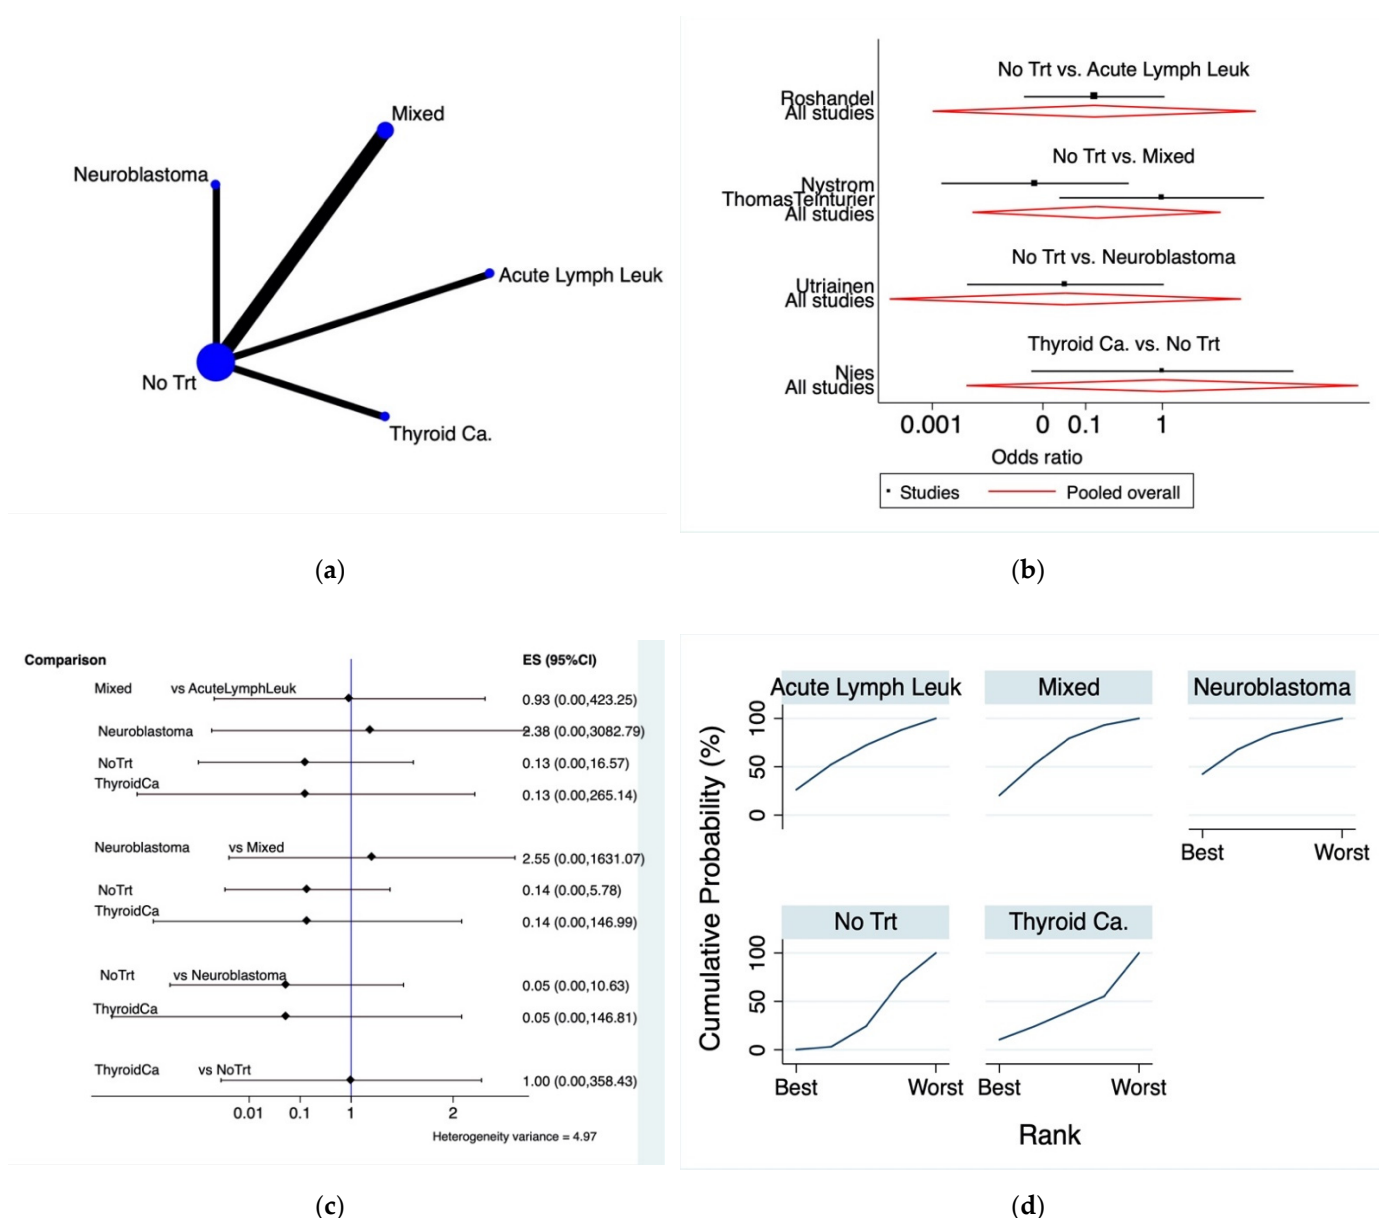 Mixed
Neuroblastoma
Acute Lymph Leuk
No Trt
Thyroid Ca.
(a)
No Trt vs. Acute Lymph Leuk
Roshandel
All studies
No Trt vs. Mixed
Nystrom
ThomasTeinturier
All studies
No Trt vs. Neuroblastoma
Utriainen
All studies
Thyroid Ca. vs. No Trt
Nies
All studies
0.001 0 0.1 1
Odds ratio
Studies Pooled overall
(b)
Comparison ES (95%CI)
Mixed vs AcuteLymphLeuk 0.93 (0.00,423.25)
Neuroblastoma 2.38 (0.00,3082.79)
NoTrt 0.13 (0.00,16.57)
ThyroidCa 0.13 (0.00,265.14)
Neuroblastoma vs Mixed 2.55 (0.00,1631.07)
NoTrt 0.14 (0.00,5.78)
ThyroidCa 0.14 (0.00,146.99)
NoTrt vs Neuroblastoma 0.05 (0.00,10.63)
ThyroidCa 0.05 (0.00,146.81)
ThyroidCa vs NoTrt 1.00 (0.00,358.43)
0.01 0.1 1 2
Heterogeneity variance = 4.97
(c)
Acute Lymph Leuk Mixed Neuroblastoma
100
50
0
Best Worst
No Trt Thyroid Ca.
100
50
0
Best Worst Best Worst
Cumulative Probability (%)
Rank
(d)